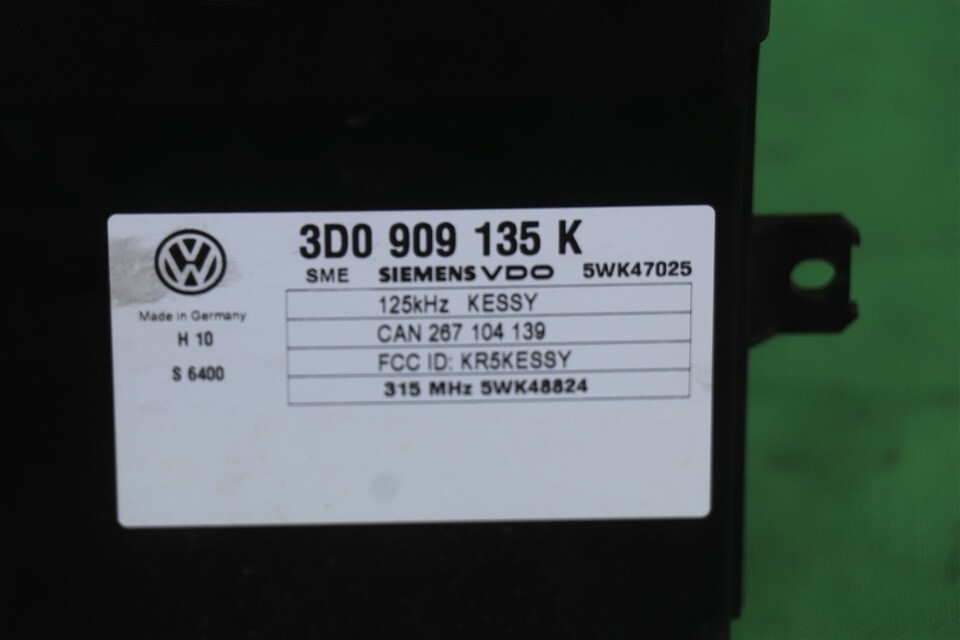 3D0 909 135 K
SME SIEMENS VDO 5WK47025
Made in Germany
H 10
S 6400
125kHz KESSY
CAN 267 104 139
FCC ID: KR5KESSY
315 MHz 5WK48824